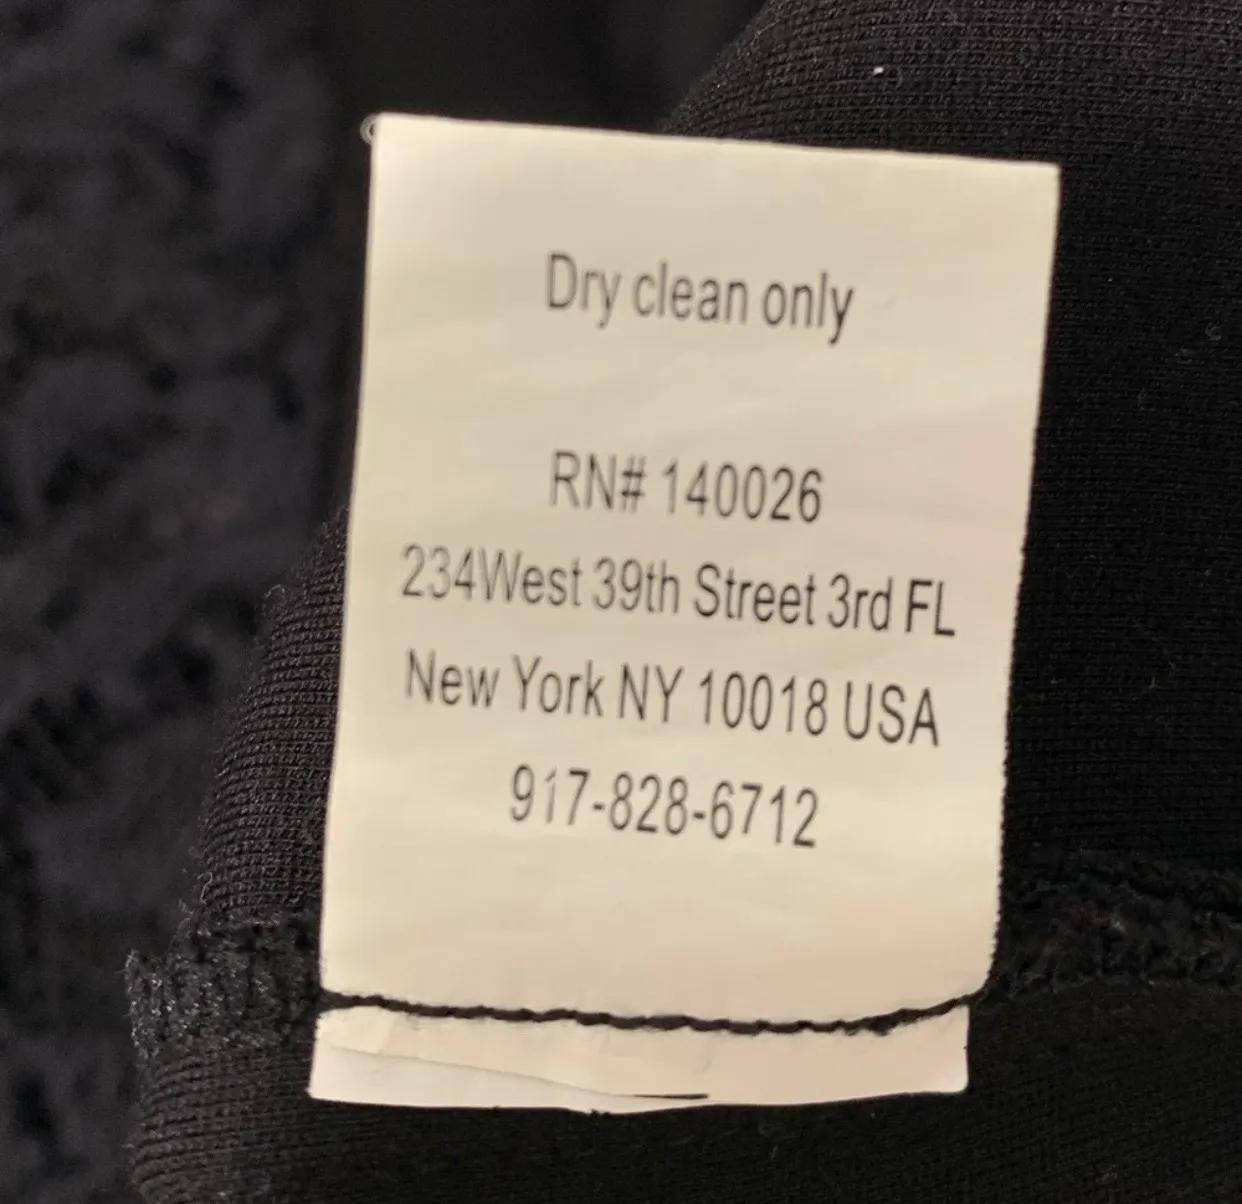 Dry clean only
RN# 140026
234West 39th Street 3rd FL
New York NY 10018 USA
917-828-6712